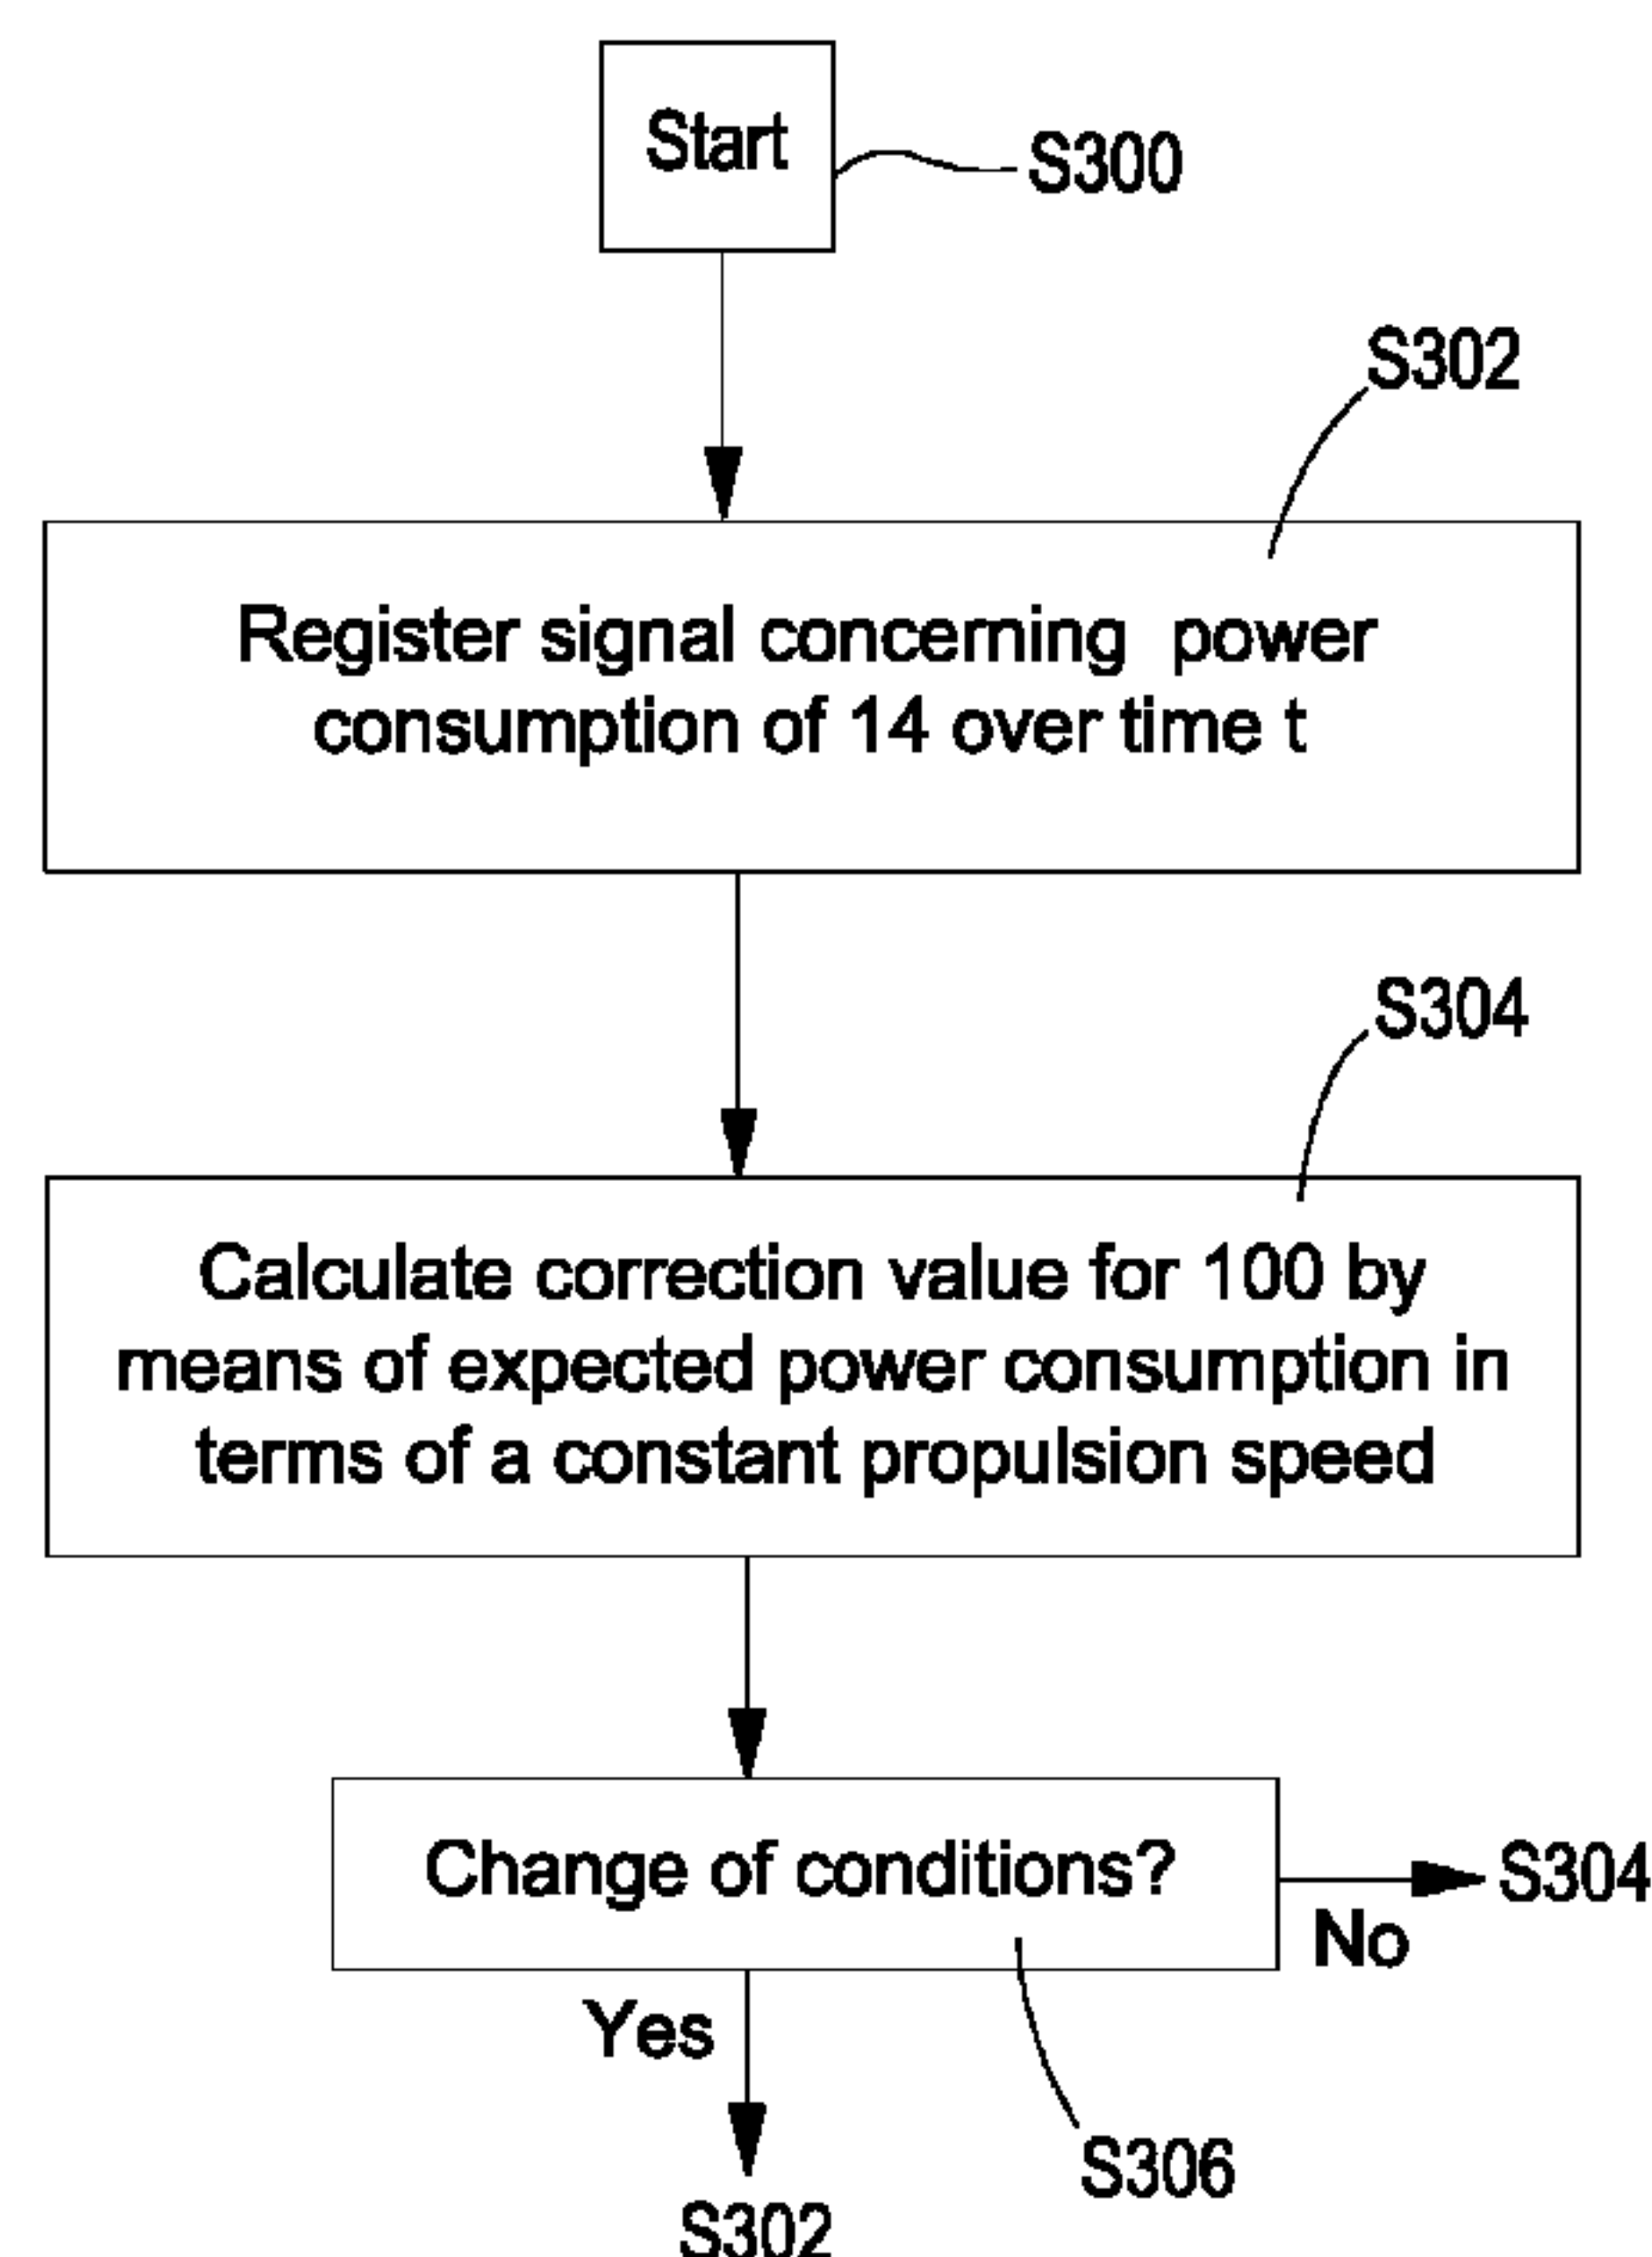 Start
S300
S302
Register signal concerning power
consumption of 14 over time t
S304
Calculate correction value for 100 by
means of expected power consumption in
terms of a constant propulsion speed
Change of conditions?
S304
No
Yes
S306
S302